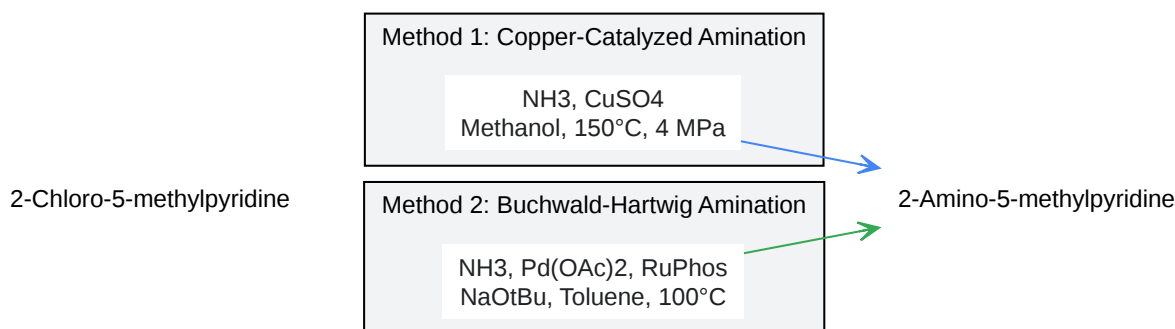 Method 1: Copper-Catalyzed Amination
NH3, CuSO4
Methanol, 150°C, 4 MPa
2-Chloro-5-methylpyridine
2-Amino-5-methylpyridine
Method 2: Buchwald-Hartwig Amination
NH3, Pd(OAc)2, RuPhos
NaOtBu, Toluene, 100°C